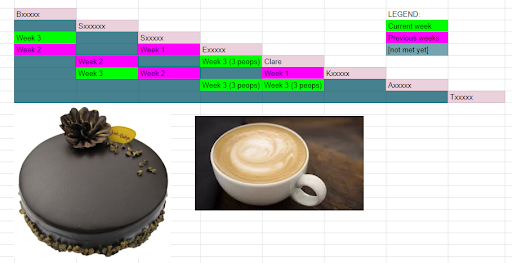 Bxxxxx LEGEND:
Sxxxxxx Current week
Week 3 Sxxxxx Previous weeks
Week 2 Week 1 Exxxxx [not met yet]
Week 2 Week 3 (3 peops) Clare
Week 3 Week 2 Week 1 Kxxxxx
Week 3 (3 peops) Week 3 (3 peops) Axxxxx
Txxxxx